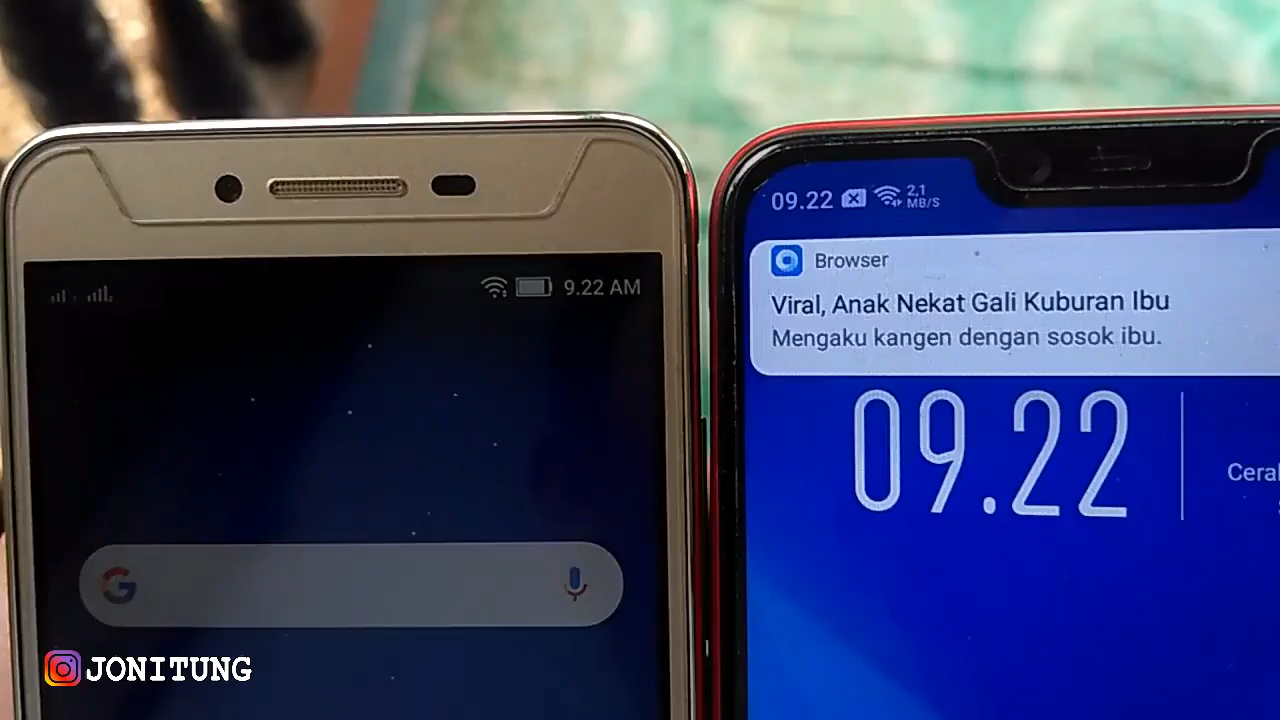 9.22 AM
09.22
2,1
MB/S
Browser
Viral, Anak Nekat Gali Kuburan Ibu
Mengaku kangen dengan sosok ibu.
09.22
Cerah
G
JONITUNG